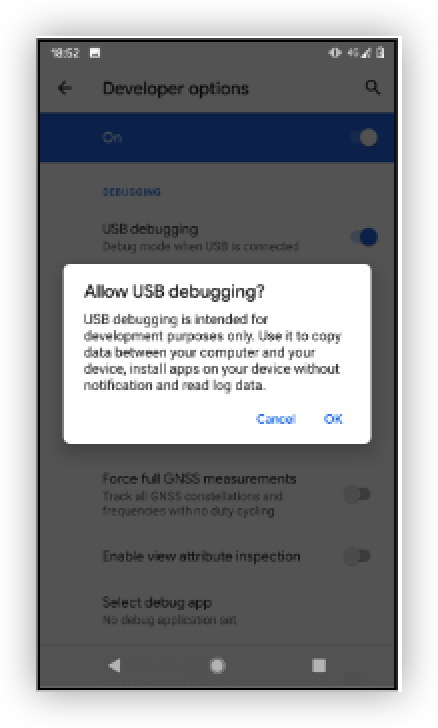 18:52
4G
Developer options
On
DEBUGGING
USB debugging
Debug mode when USB is connected
Allow USB debugging?
USB debugging is intended for
development purposes only. Use it to copy
data between your computer and your
device, install apps on your device without
notification and read log data.
Cancel
OK
Force full GNSS measurements
Track all GNSS constellations and
frequencies with no duty cycling
Enable view attribute inspection
Select debug app
No debug application set